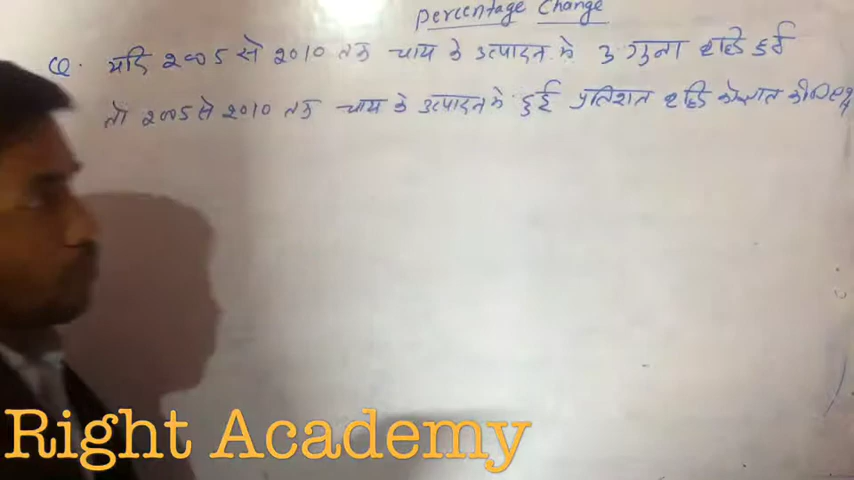 Percentage Change
Q. यदि 2005 से 2010 तक चाय के उत्पादन मे 3 गुना वृद्धि हुई
तो 2005 से 2010 तक चाय के उत्पादन मे हुई प्रतिशत वृद्धि को ज्ञात कीजिए ?
Right Academy